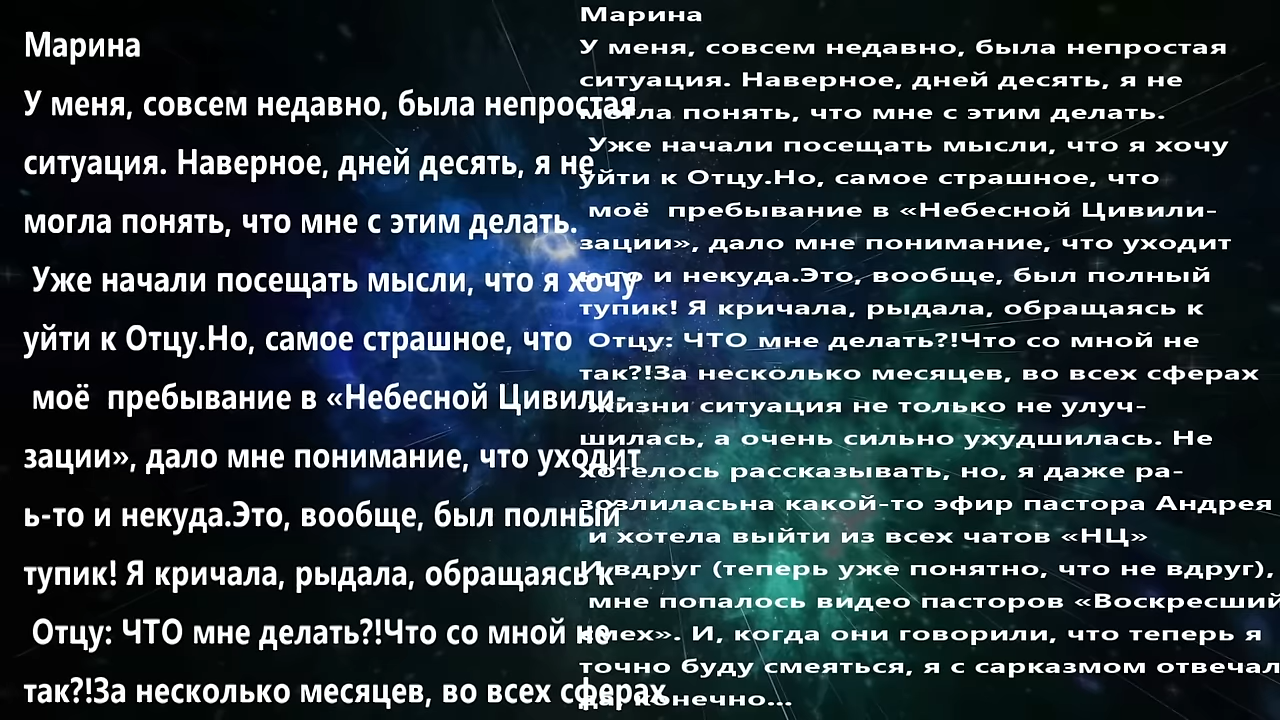 Марина
У меня, совсем недавно, была непростая
ситуация. Наверное, дней десять, я не
могла понять, что мне с этим делать.
Уже начали посещать мысли, что я хочу
уйти к Отцу.Но, самое страшное, что
моё  пребывание в «Небесной Цивили-
зации», дало мне понимание, что уходит
ь-то и некуда.Это, вообще, был полный
тупик! Я кричала, рыдала, обращаясь к
Отцу: ЧТО мне делать?!Что со мной не
так?!За несколько месяцев, во всех сферах
Марина
У меня, совсем недавно, была непростая
ситуация. Наверное, дней десять, я не
могла понять, что мне с этим делать.
Уже начали посещать мысли, что я хочу
уйти к Отцу.Но, самое страшное, что
моё  пребывание в «Небесной Цивили-
зации», дало мне понимание, что уходит
ь-то и некуда.Это, вообще, был полный
тупик! Я кричала, рыдала, обращаясь к
Отцу: ЧТО мне делать?!Что со мной не
так?!За несколько месяцев, во всех сферах
жизни ситуация не только не улуч-
шилась, а очень сильно ухудшилась. Не
хотелось рассказывать, но, я даже ра-
зозлиласьна какой-то эфир пастора Андрея
и хотела выйти из всех чатов «НЦ»
И вдруг (теперь уже понятно, что не вдруг),
мне попалось видео пасторов «Воскресший
смех». И, когда они говорили, что теперь я
точно буду смеяться, я с сарказмом отвечал
да, конечно...